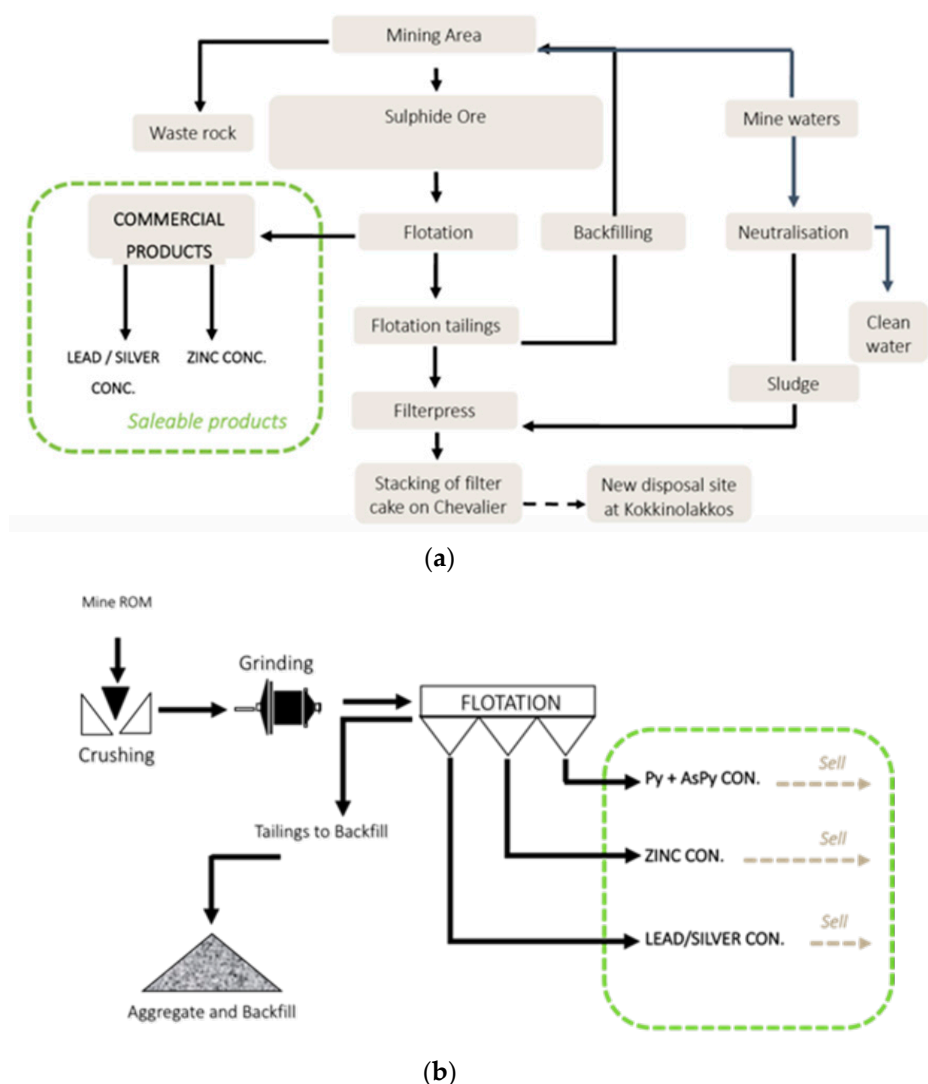 Mining Area
Waste rock
Sulphide Ore
Mine waters
COMMERCIAL
PRODUCTS
Flotation
Backfilling
Neutralisation
Flotation tailings
Clean
water
LEAD / SILVER
CONC.
ZINC CONC.
Saleable products
Filterpress
Sludge
Stacking of filter
cake on Chevalier
New disposal site
at Kokkinolakkos
(a)
Mine ROM
Crushing
Grinding
FLOTATION
Tailings to Backfill
Aggregate and Backfill
Py + AsPy CON.
Sell
ZINC CON.
Sell
LEAD/SILVER CON.
Sell
(b)